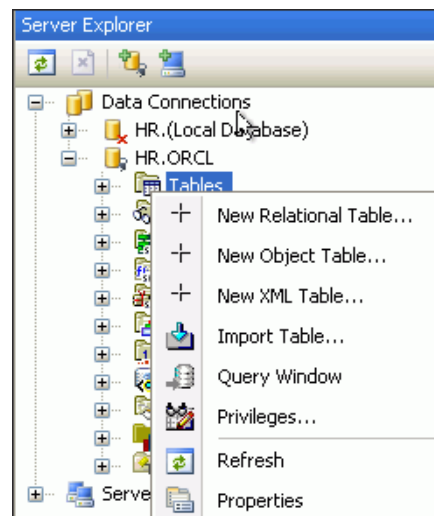 Server Explorer
Data Connections
HR.(Local Database)
HR.ORCL
Tables
New Relational Table...
New Object Table...
New XML Table...
Import Table...
Query Window
Privileges...
Refresh
Serve
Properties